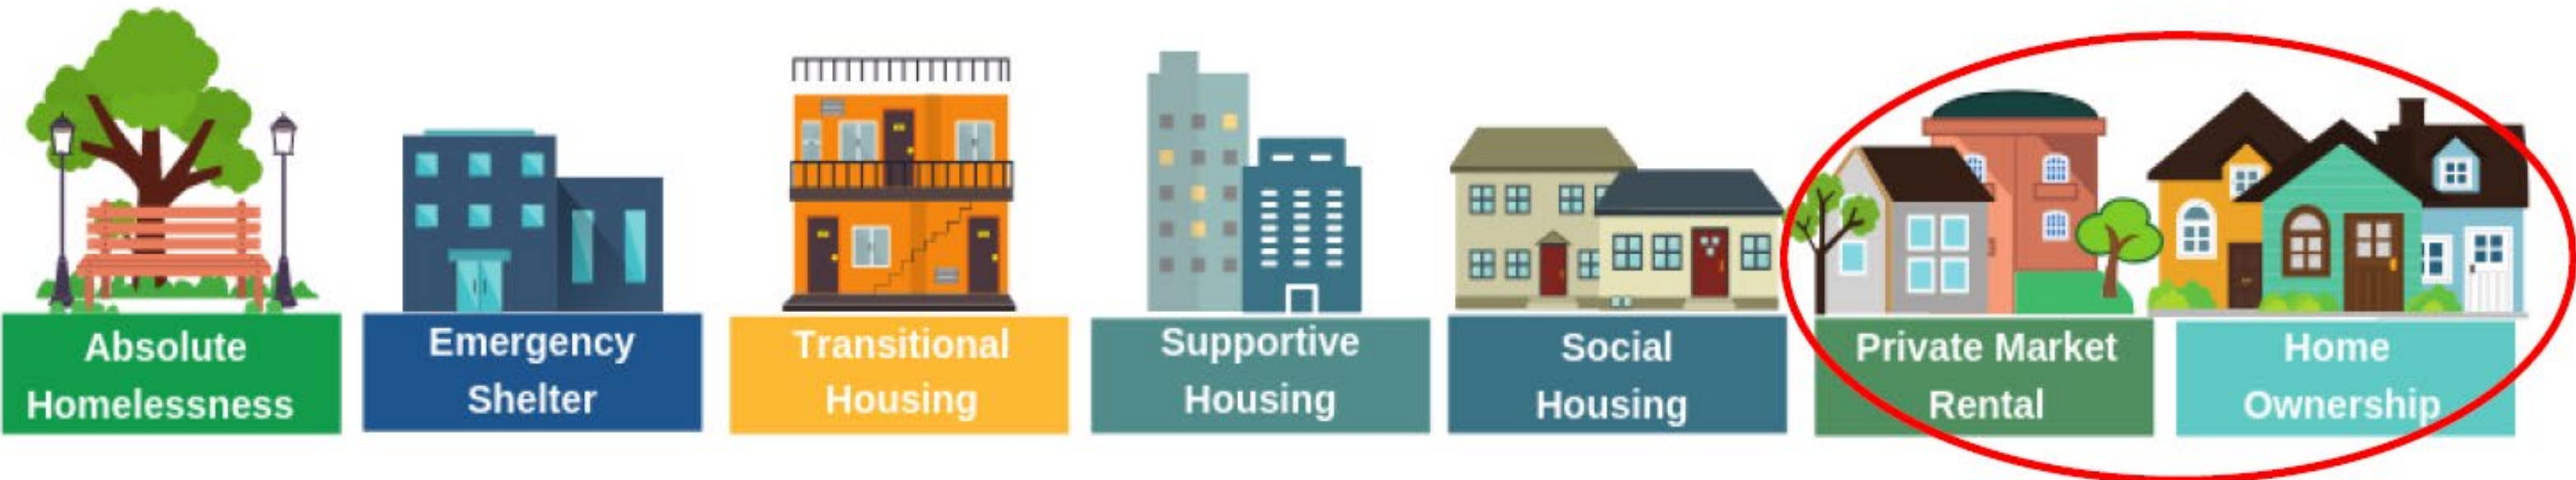 Absolute
Homelessness
Emergency
Shelter
Transitional
Housing
Supportive
Housing
Social
Housing
Private Market
Rental
Home
Ownership